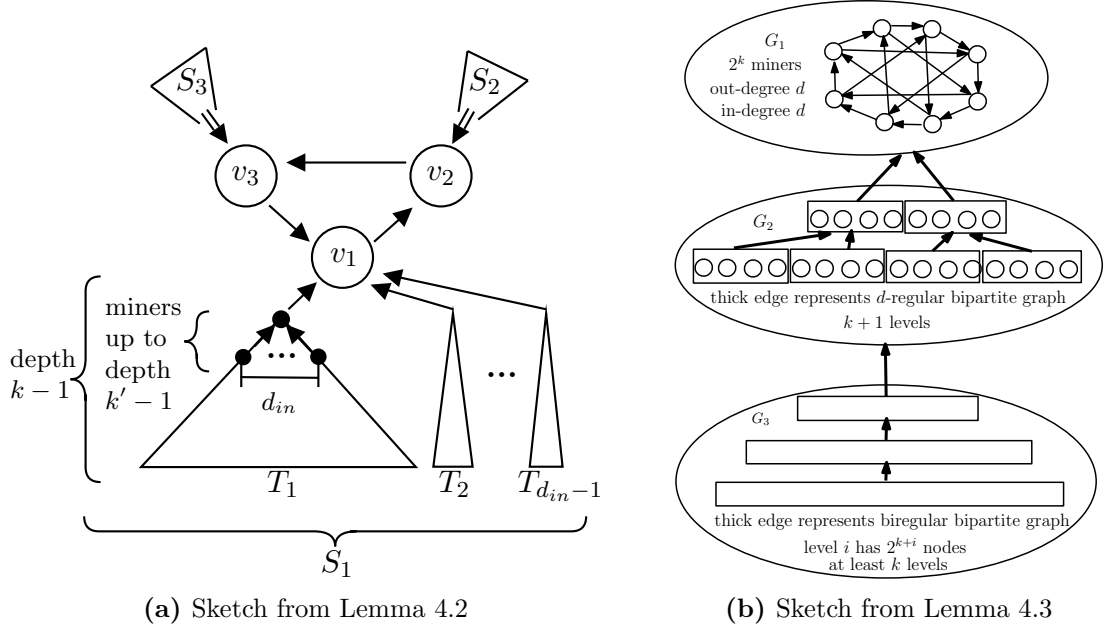 S₃
S₂
v₃
v₂
v₁
miners
up to
depth
k′ − 1
depth
k − 1
...
d_in
...
T₁
T₂
T_{d_in−1}
S₁
(a) Sketch from Lemma 4.2
G₁
2^k miners
out-degree d
in-degree d
G₂
thick edge represents d-regular bipartite graph
k + 1 levels
G₃
thick edge represents biregular bipartite graph
level i has 2^{k+i} nodes
at least k levels
(b) Sketch from Lemma 4.3